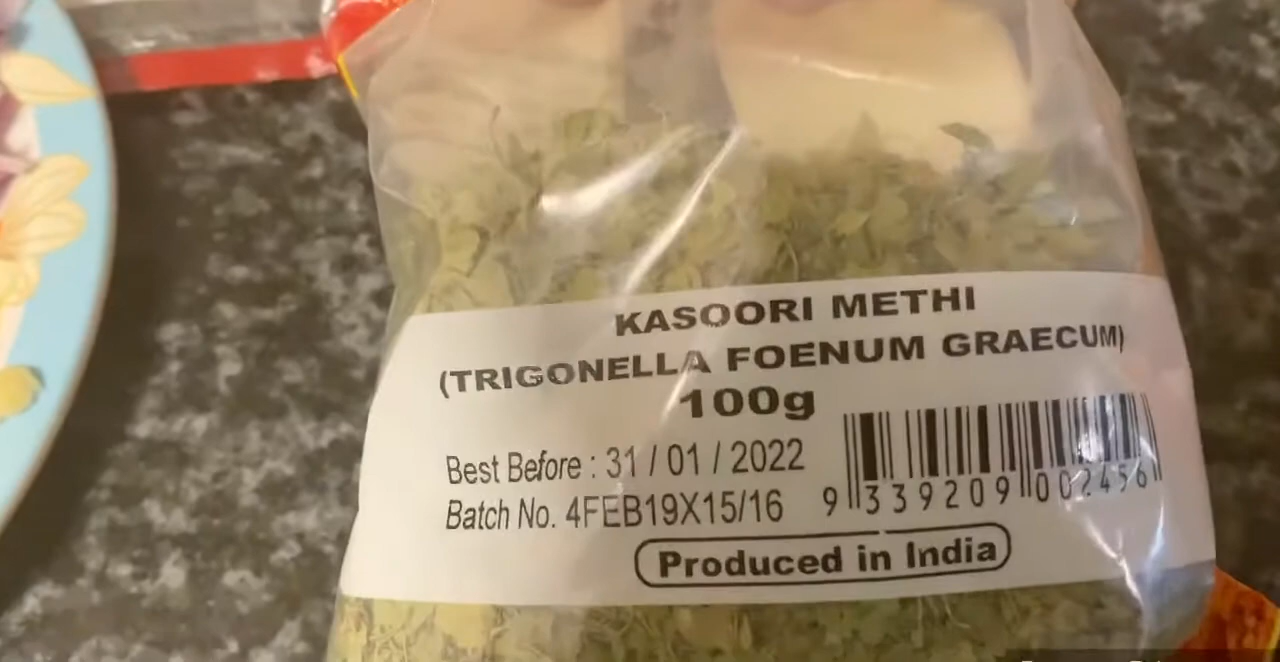 KASOORI METHI
(TRIGONELLA FOENUM GRAECUM)
100g
Best Before : 31 / 01 / 2022
Batch No. 4FEB19X15/16
9 339209 002456
Produced in India